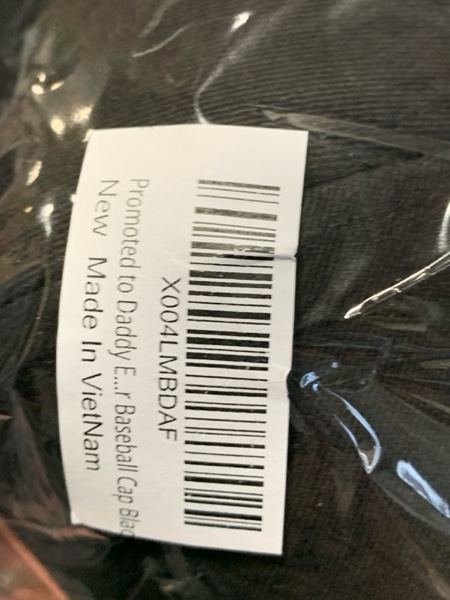 X004LMBDAF
Promoted to Daddy E...r Baseball Cap Blac
New Made In VietNam